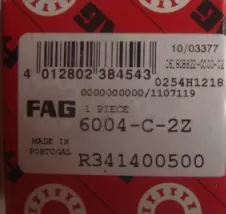 10/03377
4 012802 384543
0254H1218
0000000000/1107119
FAG
1 PIECE
6004-C-2Z
MADE IN
PORTUGAL
R341400500